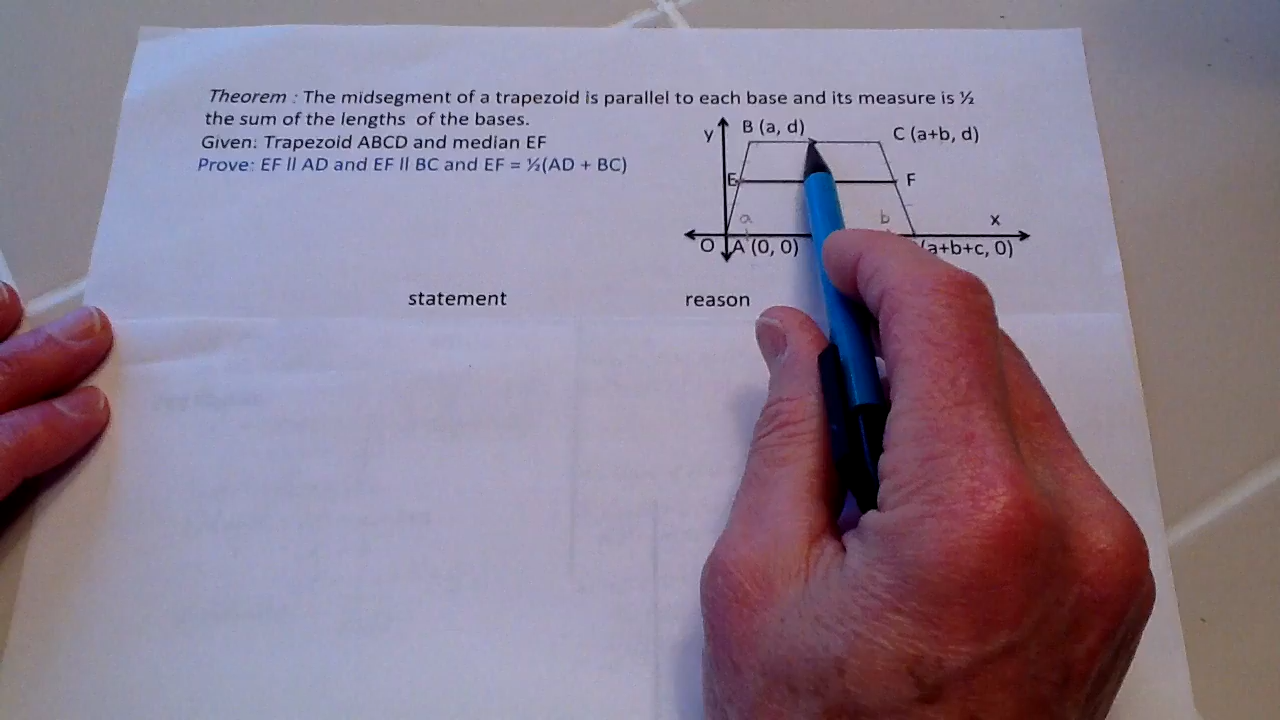 Theorem : The midsegment of a trapezoid is parallel to each base and its measure is ½
the sum of the lengths of the bases.
Given: Trapezoid ABCD and median EF
Prove: EF ll AD and EF ll BC and EF = ½(AD + BC)
y
B (a, d)
C (a+b, d)
E
F
a
b
x
O
A (0, 0)
(a+b+c, 0)
statement
reason